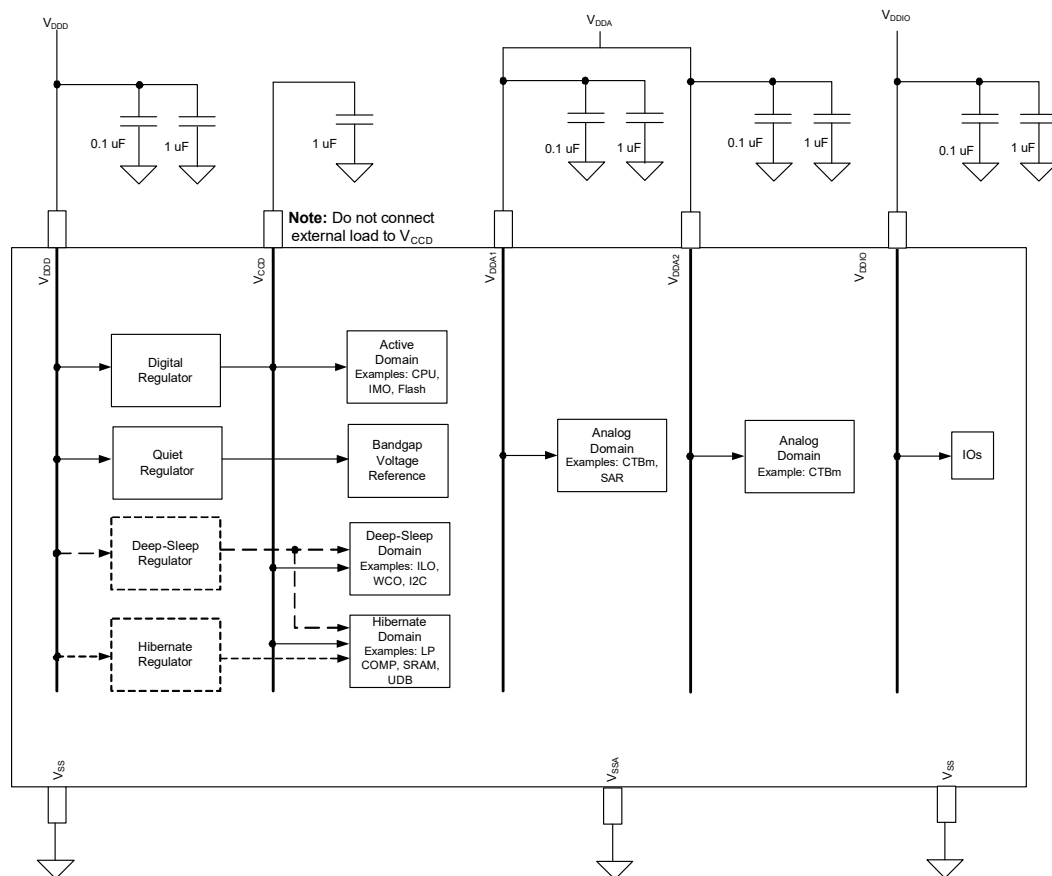 VDDD
VDDA
VDDIO
0.1 uF
1 uF
1 uF
0.1 uF
1 uF
0.1 uF
1 uF
0.1 uF
1 uF
Note: Do not connect
external load to VCCD
VDDD
VCCD
VDDA1
VDDA2
VDDIO
Digital
Regulator
Active
Domain
Examples: CPU,
IMO, Flash
Quiet
Regulator
Bandgap
Voltage
Reference
Analog
Domain
Examples: CTBm,
SAR
Analog
Domain
Example: CTBm
IOs
Deep-Sleep
Regulator
Deep-Sleep
Domain
Examples: ILO,
WCO, I2C
Hibernate
Regulator
Hibernate
Domain
Examples: LP
COMP, SRAM,
UDB
VSS
VSSA
VSS